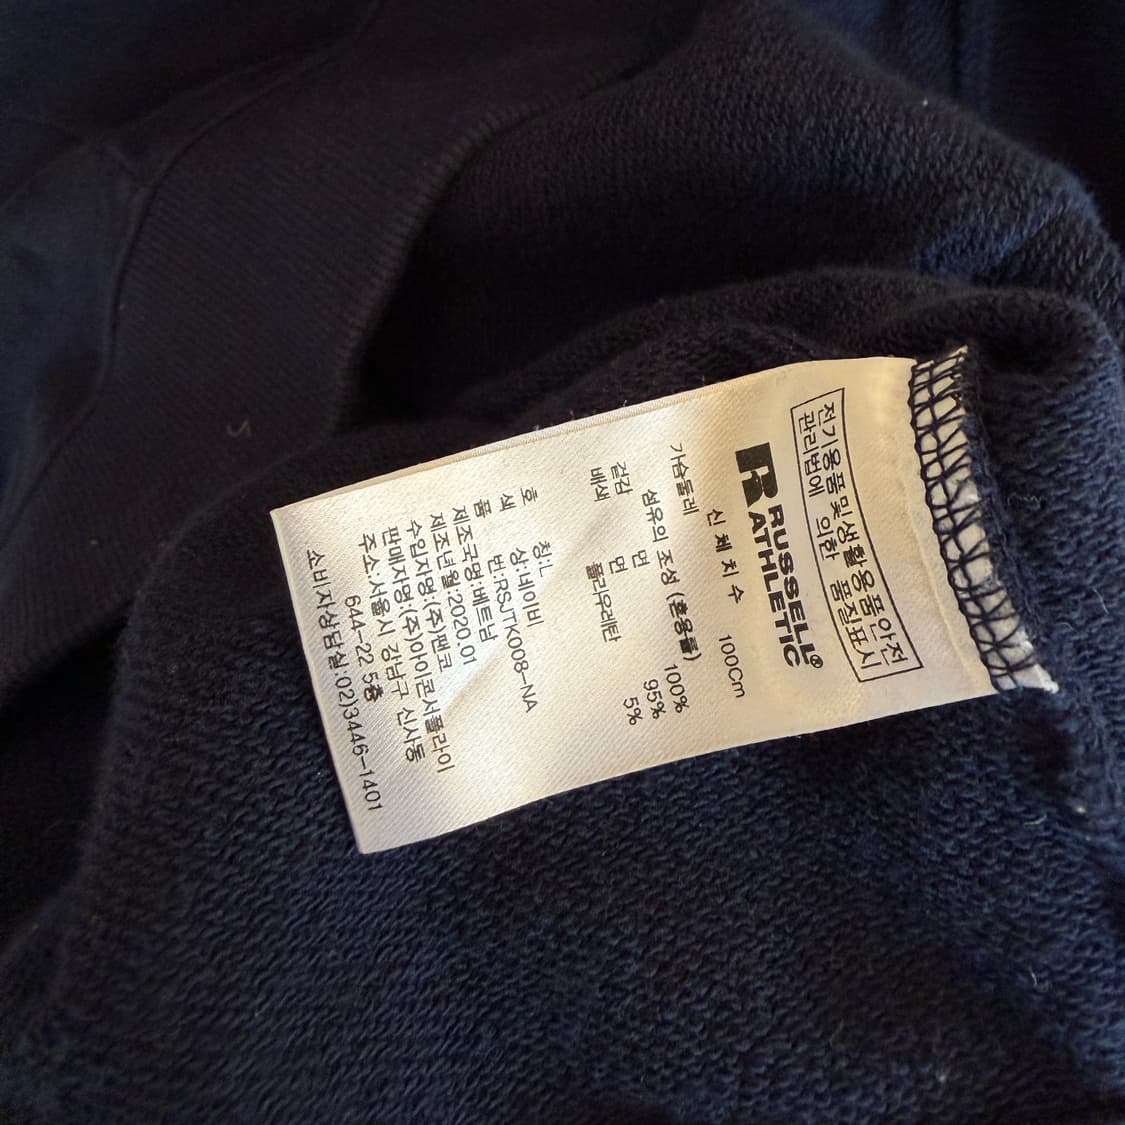 전기용품 및 생활용품 안전
관리법에 의한 품질표시
RUSSELL®
ATHLETIC
신체치수
가슴둘레 100Cm
섬유의 조성 (혼용률)
겉감 면 100%
배색 면 95%
폴리우레탄 5%
호 칭:L
색 상:네이비
품 번:RSJTK008-NA
제조국명:베트남
제조년월:2020.01
수입자명:(주)팬코
판매자명:(주)아이콘서플라이
주소:서울시 강남구 신사동
644-22 5층
소비자상담실:02)3446-1401